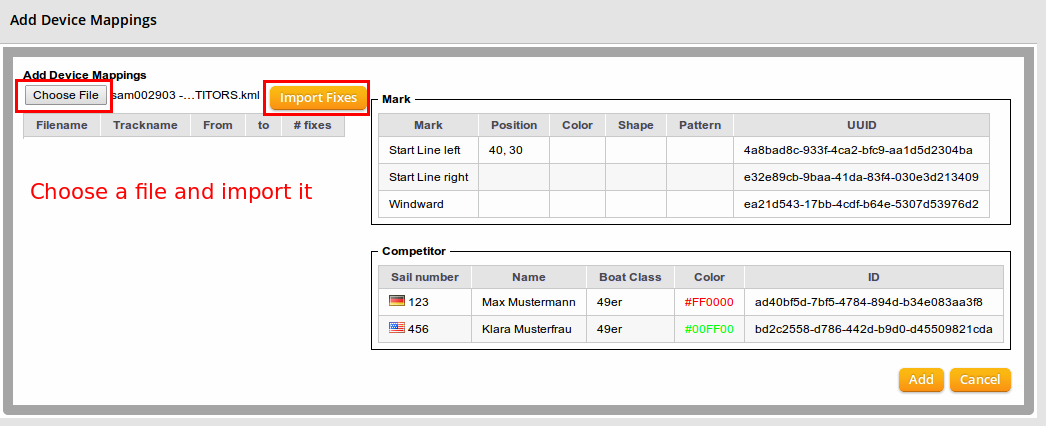 Add Device Mappings
Add Device Mappings
Choose File sam002903 -...TITORS.kml Import Fixes
Filename Trackname From to # fixes
Choose a file and import it
Mark
Mark Position Color Shape Pattern UUID
Start Line left 40, 30 4a8bad8c-933f-4ca2-bfc9-aa1d5d2304ba
Start Line right e32e89cb-9baa-41da-83f4-030e3d213409
Windward ea21d543-17bb-4cdf-b64e-5307d53976d2
Competitor
Sail number Name Boat Class Color ID
123 Max Mustermann 49er #FF0000 ad40bf5d-7bf5-4784-894d-b34e083aa3f8
456 Klara Musterfrau 49er #00FF00 bd2c2558-d786-442d-b9d0-d45509821cda
Add Cancel